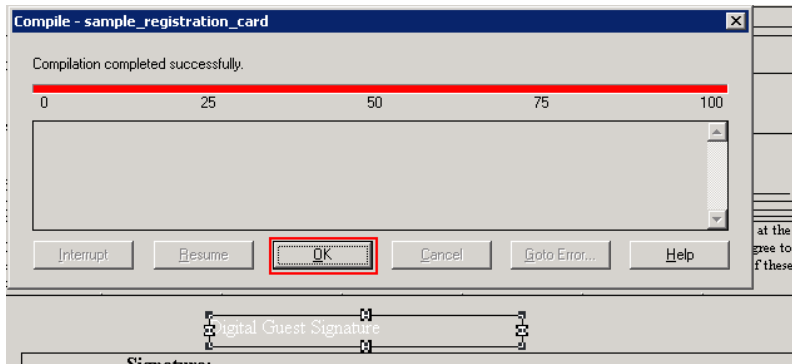 Compile - sample_registration_card
Compilation completed successfully.
0 25 50 75 100
Interrupt Resume OK Cancel Goto Error... Help
at the
gree to
f these
Digital Guest Signature
Signature: